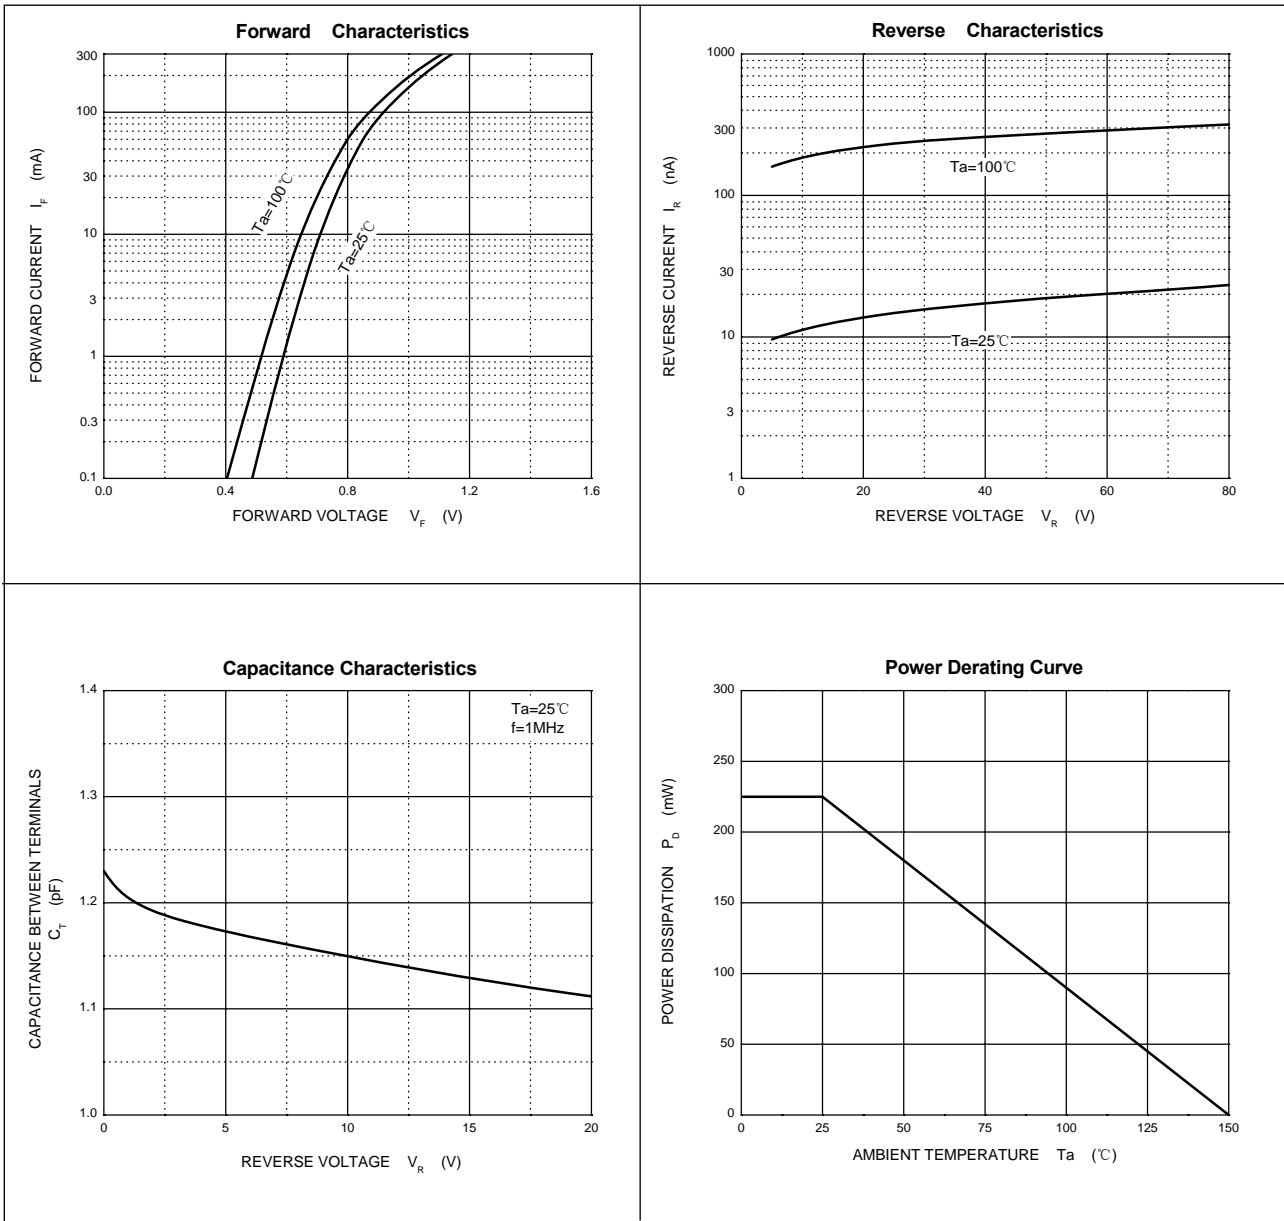 Forward Characteristics
300
100
30
10
3
1
0.3
0.1
0.0 0.4 0.8 1.2 1.6
FORWARD CURRENT I_F (mA)
Ta=100℃
Ta=25℃
FORWARD VOLTAGE V_F (V)
Reverse Characteristics
1000
300
100
30
10
3
1
0 20 40 60 80
REVERSE CURRENT I_R (nA)
Ta=100℃
Ta=25℃
REVERSE VOLTAGE V_R (V)
Capacitance Characteristics
1.4
1.3
1.2
1.1
1.0
0 5 10 15 20
Ta=25℃
f=1MHz
CAPACITANCE BETWEEN TERMINALS
C_T (pF)
REVERSE VOLTAGE V_R (V)
Power Derating Curve
300
250
200
150
100
50
0
0 25 50 75 100 125 150
POWER DISSIPATION P_D (mW)
AMBIENT TEMPERATURE Ta (℃)